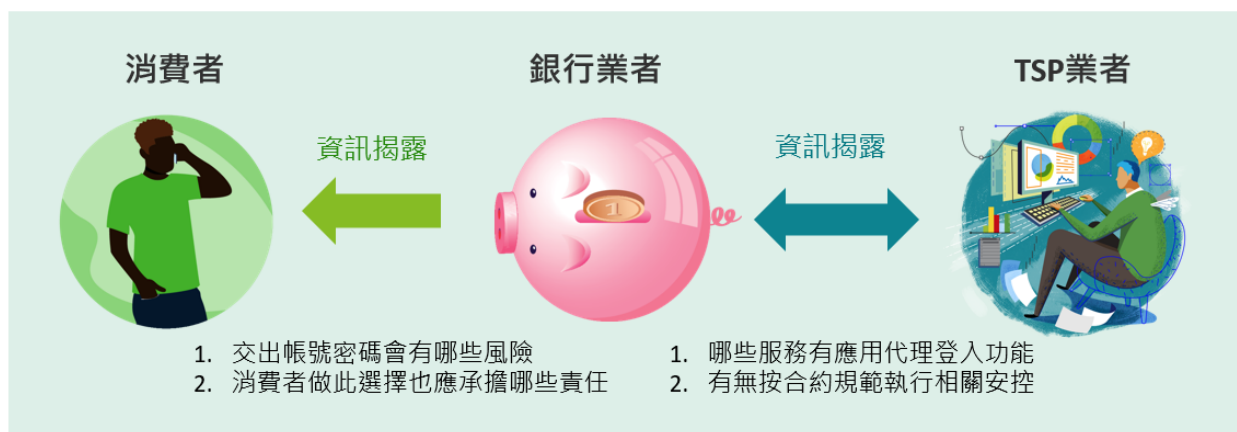 消費者
銀行業者
TSP業者
資訊揭露
資訊揭露
1
1. 交出帳號密碼會有哪些風險
2. 消費者做此選擇也應承擔哪些責任
1. 哪些服務有應用代理登入功能
2. 有無按合約規範執行相關安控